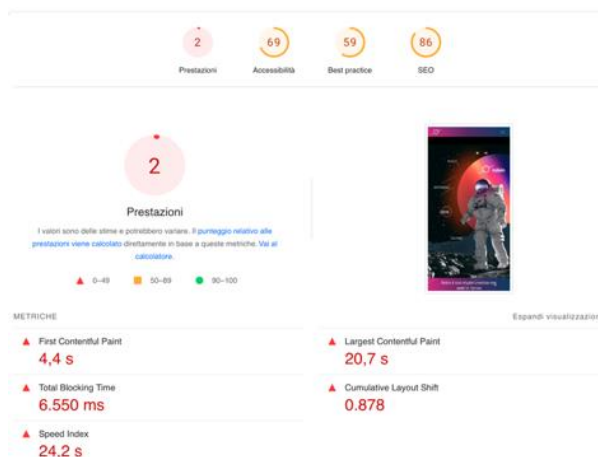 2
69
59
86
Prestazioni
Accessibilità
Best practice
SEO
2
Prestazioni
I valori sono delle stime e potrebbero variare. Il punteggio relativo alle
prestazioni viene calcolato direttamente in base a queste metriche. Vai al
calcolatore.
0–49
50–89
90–100
METRICHE
Espandi visualizzazion
First Contentful Paint
4,4 s
Largest Contentful Paint
20,7 s
Total Blocking Time
6.550 ms
Cumulative Layout Shift
0.878
Speed Index
24,2 s